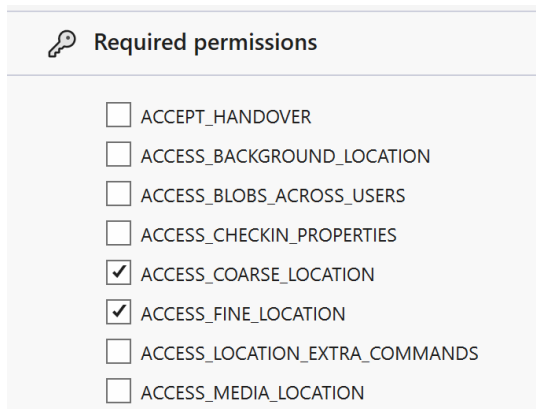 Required permissions
ACCEPT_HANDOVER
ACCESS_BACKGROUND_LOCATION
ACCESS_BLOBS_ACROSS_USERS
ACCESS_CHECKIN_PROPERTIES
ACCESS_COARSE_LOCATION
ACCESS_FINE_LOCATION
ACCESS_LOCATION_EXTRA_COMMANDS
ACCESS_MEDIA_LOCATION